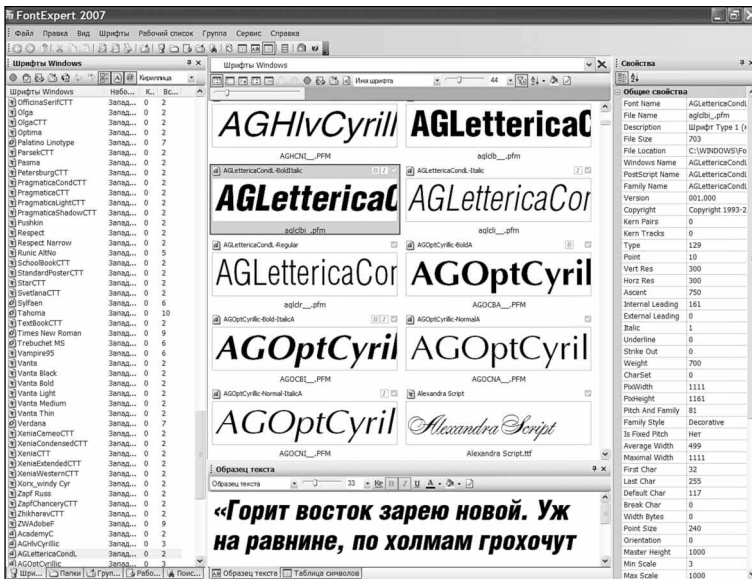 FontExpert 2007
Файл Правка Вид Шрифты Рабочий список Группа Сервис Справка
Шрифты Windows
Кириллица
Шрифты Windows Набо... К... Вс...
OfficinaSerifCTT Запад... 0 2
Olga Запад... 0 2
OlgaCTT Запад... 0 2
Optima Запад... 0 2
Palatino Linotype Запад... 0 7
ParsekCTT Запад... 0 2
Pasma Запад... 0 2
PetersburgCTT Запад... 0 2
PragmaticaCondCTT Запад... 0 2
PragmaticaCTT Запад... 0 2
PragmaticaLightCTT Запад... 0 2
PragmaticaShadowCTT Запад... 0 2
Pushkin Запад... 0 2
Respect Запад... 0 2
Respect Narrow Запад... 0 2
Runic AltNo Запад... 0 5
SchoolBookCTT Запад... 0 2
StandardPosterCTT Запад... 0 2
StarCTT Запад... 0 2
SvetlanaCTT Запад... 0 2
Sylfaen Запад... 0 6
Tahoma Запад... 0 10
TextBookCTT Запад... 0 2
Times New Roman Запад... 0 9
Trebuchet MS Запад... 0 6
Vampire95 Запад... 0 6
Vanta Запад... 0 2
Vanta Black Запад... 0 2
Vanta Bold Запад... 0 2
Vanta Light Запад... 0 2
Vanta Medium Запад... 0 2
Vanta Thin Запад... 0 2
Verdana Запад... 0 7
XeniaCameoCTT Запад... 0 2
XeniaCondensedCTT Запад... 0 2
XeniaCTT Запад... 0 2
XeniaExtendedCTT Запад... 0 2
XeniaWesternCTT Запад... 0 2
Xorx_windy Cyr Запад... 0 2
Zapf Russ Запад... 0 2
ZapfChanceryCTT Запад... 0 2
ZhikharevCTT Запад... 0 2
ZWAdobeF Запад... 0 9
AcademyC Запад... 0 2
AGHlvCyrillic Запад... 0 3
AGLettericaCondL Запад... 0 2
AGOptCyrillic Запад... 0 3
Шри... Папки Груп... Рабо... Поис...
Шрифты Windows
Имя шрифта 44
AGHlvCyrill AGLettericaC
AGHCNI__.PFM aglclb__.pfm
AGLettericaCondL-BoldItalic AGLettericaCondL-Italic
AGLettericaC AGLettericaCor
aglclbi_.pfm aglcli__.pfm
AGLettericaCondL-Regular AGOptCyrillic-BoldA
AGLettericaCor AGOptCyril
aglclr__.pfm AGOCBA__.PFM
AGOptCyrillic-Bold-ItalicA AGOptCyrillic-NormalA
AGOptCyril AGOptCyril
AGOCBI__.PFM AGOCNA__.PFM
AGOptCyrillic-Normal-ItalicA Alexandra Script
AGOptCyril Alexandra Script
AGOCNI__.PFM Alexandra Script.ttf
Образец текста
Образец текста 33
«Горит восток зарею новой. Уж
на равнине, по холмам грохочут
Образец текста Таблица символов
Свойства
Общие свойства
Font Name AGLettericaCondL
File Name aglclbi_.pfm
Description Шрифт Type 1 (к
File Size 703
File Location C:\WINDOWS\Fo
Windows Name AGLettericaCondL
PostScript Name AGLettericaCondL
Family Name AGLettericaCondL
Version 001.000
Copyright Copyright 1993-2
Kern Pairs 0
Kern Tracks 0
Type 129
Point 10
Vert Res 300
Horz Res 300
Ascent 750
Internal Leading 161
External Leading 0
Italic 1
Underline 0
Strike Out 0
Weight 700
CharSet 0
PixWidth 1111
PixHeight 1161
Pitch And Family 81
Family Style Decorative
Is Fixed Pitch Нет
Average Width 499
Maximal Width 1111
First Char 32
Last Char 255
Default Char 117
Break Char 0
Width Bytes 0
Point Size 240
Orientation 0
Master Height 1000
Min Scale 3
Max Scale 1000